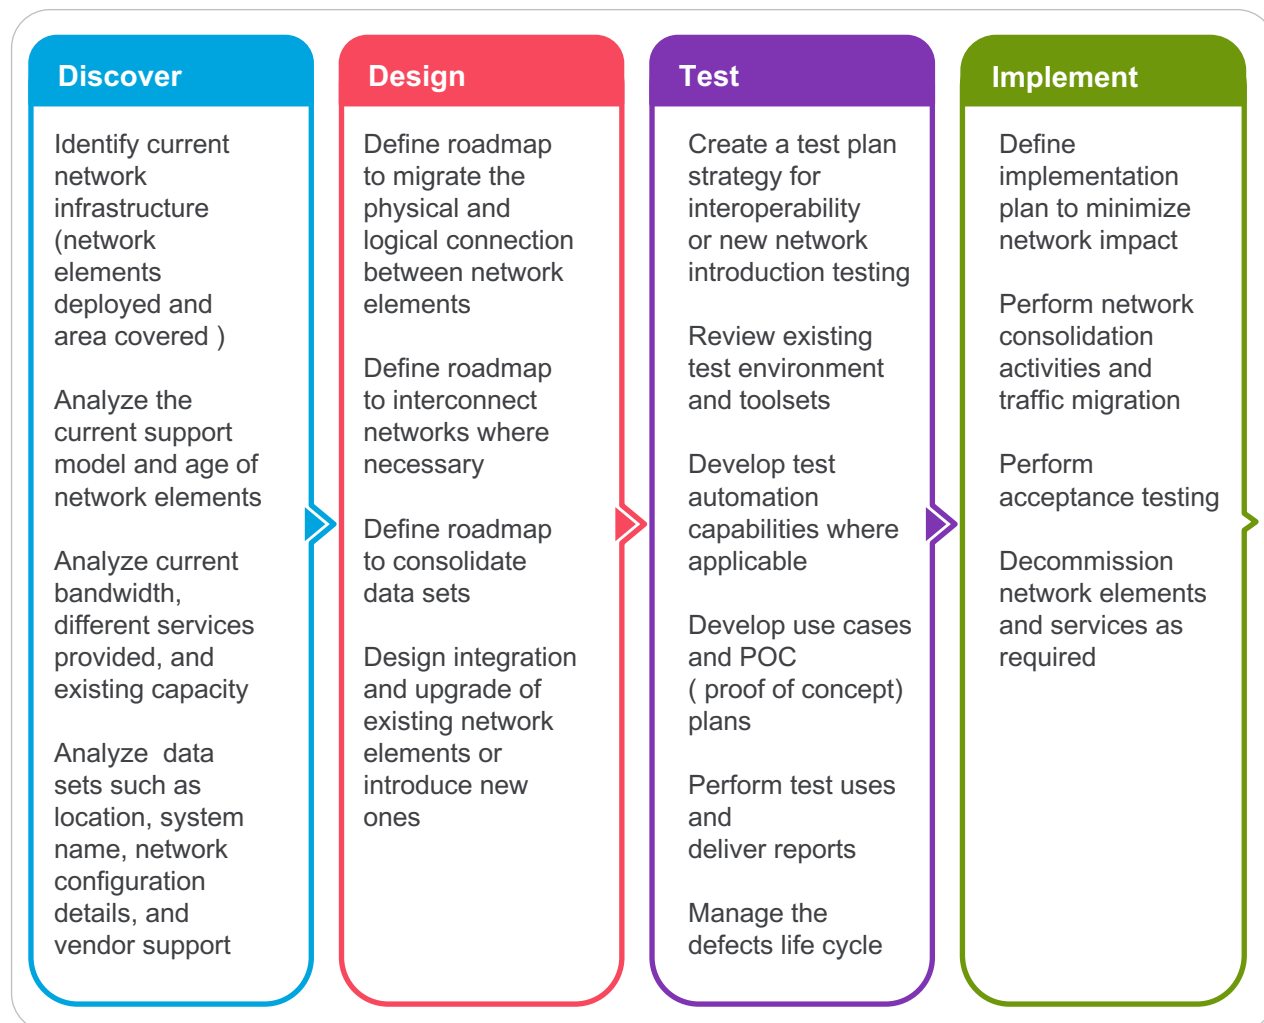 Discover
Identify current
network
infrastructure
(network
elements
deployed and
area covered )
Analyze the
current support
model and age of
network elements
Analyze current
bandwidth,
different services
provided, and
existing capacity
Analyze  data
sets such as
location, system
name, network
configuration
details, and
vendor support
Design
Define roadmap
to migrate the
physical and
logical connection
between network
elements
Define roadmap
to interconnect
networks where
necessary
Define roadmap
to consolidate
data sets
Design integration
and upgrade of
existing network
elements or
introduce new
ones
Test
Create a test plan
strategy for
interoperability
or new network
introduction testing
Review existing
test environment
and toolsets
Develop test
automation
capabilities where
applicable
Develop use cases
and POC
( proof of concept)
plans
Perform test uses
and
deliver reports
Manage the
defects life cycle
Implement
Define
implementation
plan to minimize
network impact
Perform network
consolidation
activities and
traffic migration
Perform
acceptance testing
Decommission
network elements
and services as
required